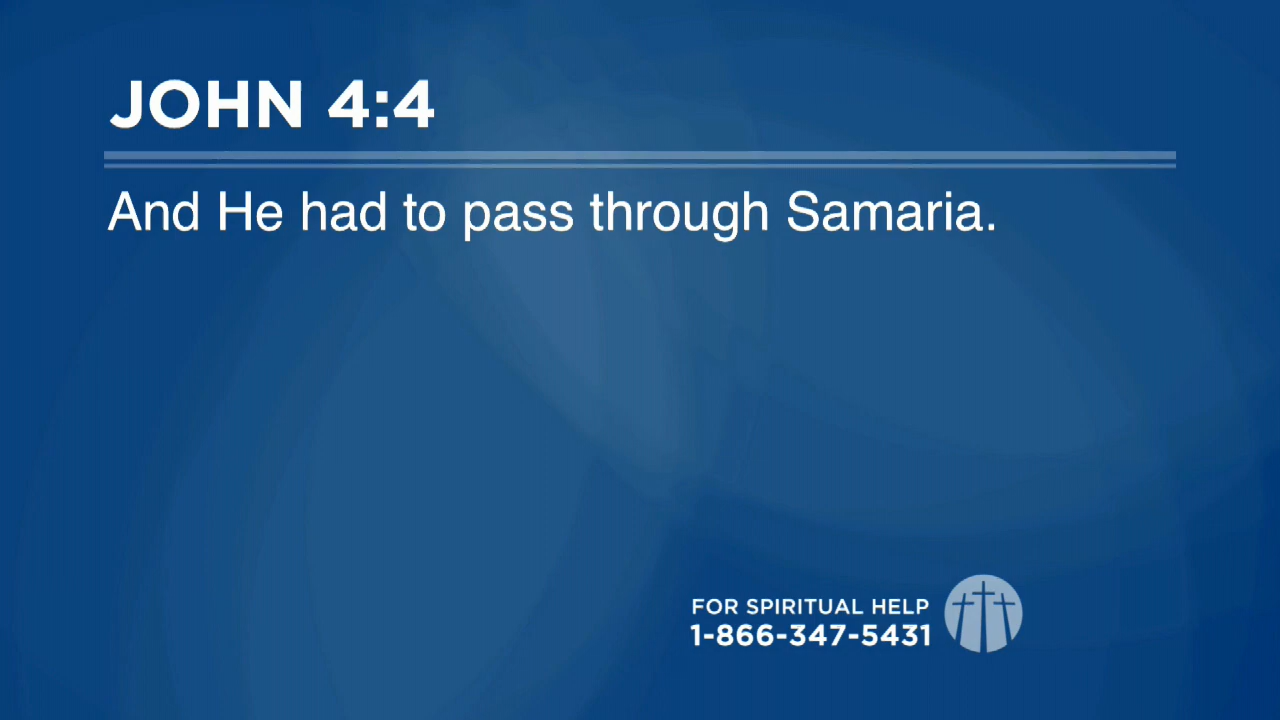 JOHN 4:4
And He had to pass through Samaria.
FOR SPIRITUAL HELP
1-866-347-5431